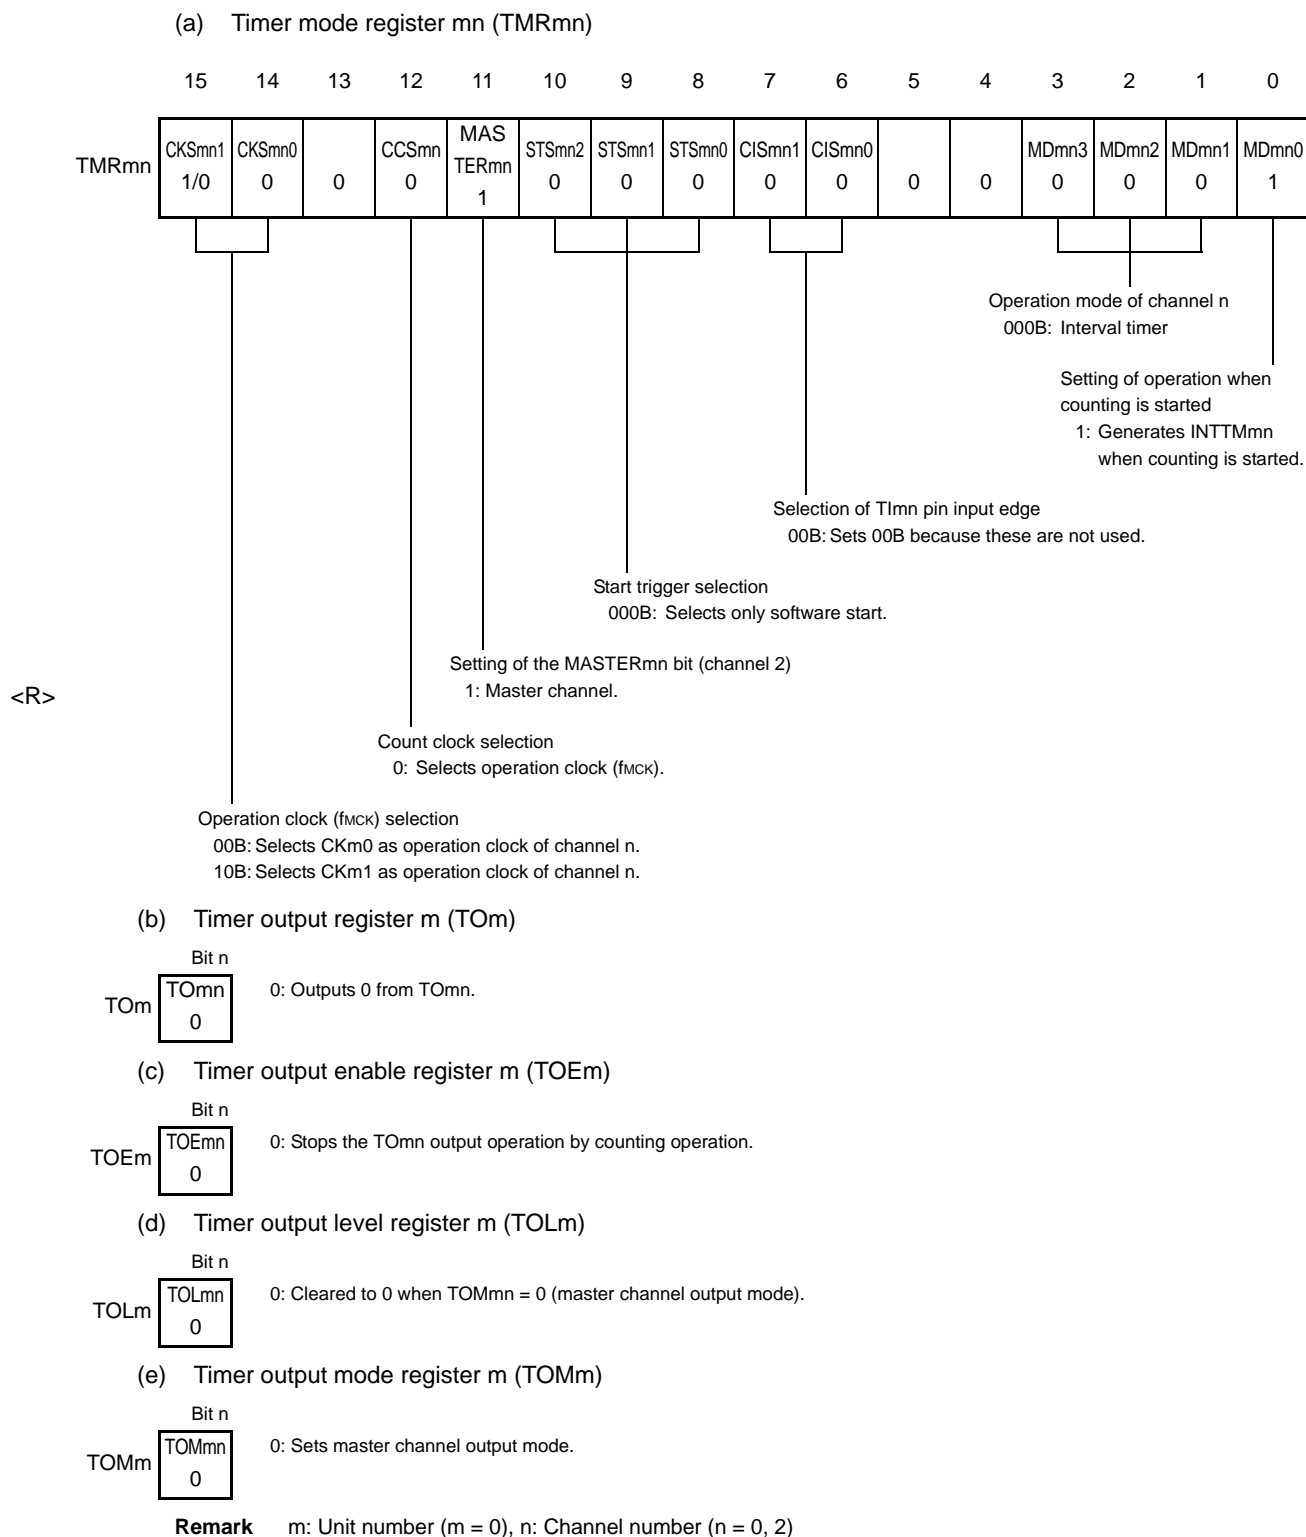 (a) Timer mode register mn (TMRmn)
15 14 13 12 11 10 9 8 7 6 5 4 3 2 1 0
TMRmn
CKSmn1 CKSmn0 CCSmn MAS TERmn STSmn2 STSmn1 STSmn0 CISmn1 CISmn0 MDmn3 MDmn2 MDmn1 MDmn0
1/0 0 0 0 1 0 0 0 0 0 0 0 0 0 0 1
Operation mode of channel n
000B: Interval timer
Setting of operation when
counting is started
1: Generates INTTMmn
when counting is started.
Selection of TImn pin input edge
00B: Sets 00B because these are not used.
Start trigger selection
000B: Selects only software start.
Setting of the MASTERmn bit (channel 2)
<R>
1: Master channel.
Count clock selection
0: Selects operation clock (fMCK).
Operation clock (fMCK) selection
00B: Selects CKm0 as operation clock of channel n.
10B: Selects CKm1 as operation clock of channel n.
(b) Timer output register m (TOm)
Bit n
TOm
TOmn
0
0: Outputs 0 from TOmn.
(c) Timer output enable register m (TOEm)
Bit n
TOEm
TOEmn
0
0: Stops the TOmn output operation by counting operation.
(d) Timer output level register m (TOLm)
Bit n
TOLm
TOLmn
0
0: Cleared to 0 when TOMmn = 0 (master channel output mode).
(e) Timer output mode register m (TOMm)
Bit n
TOMm
TOMmn
0
0: Sets master channel output mode.
Remark m: Unit number (m = 0), n: Channel number (n = 0, 2)